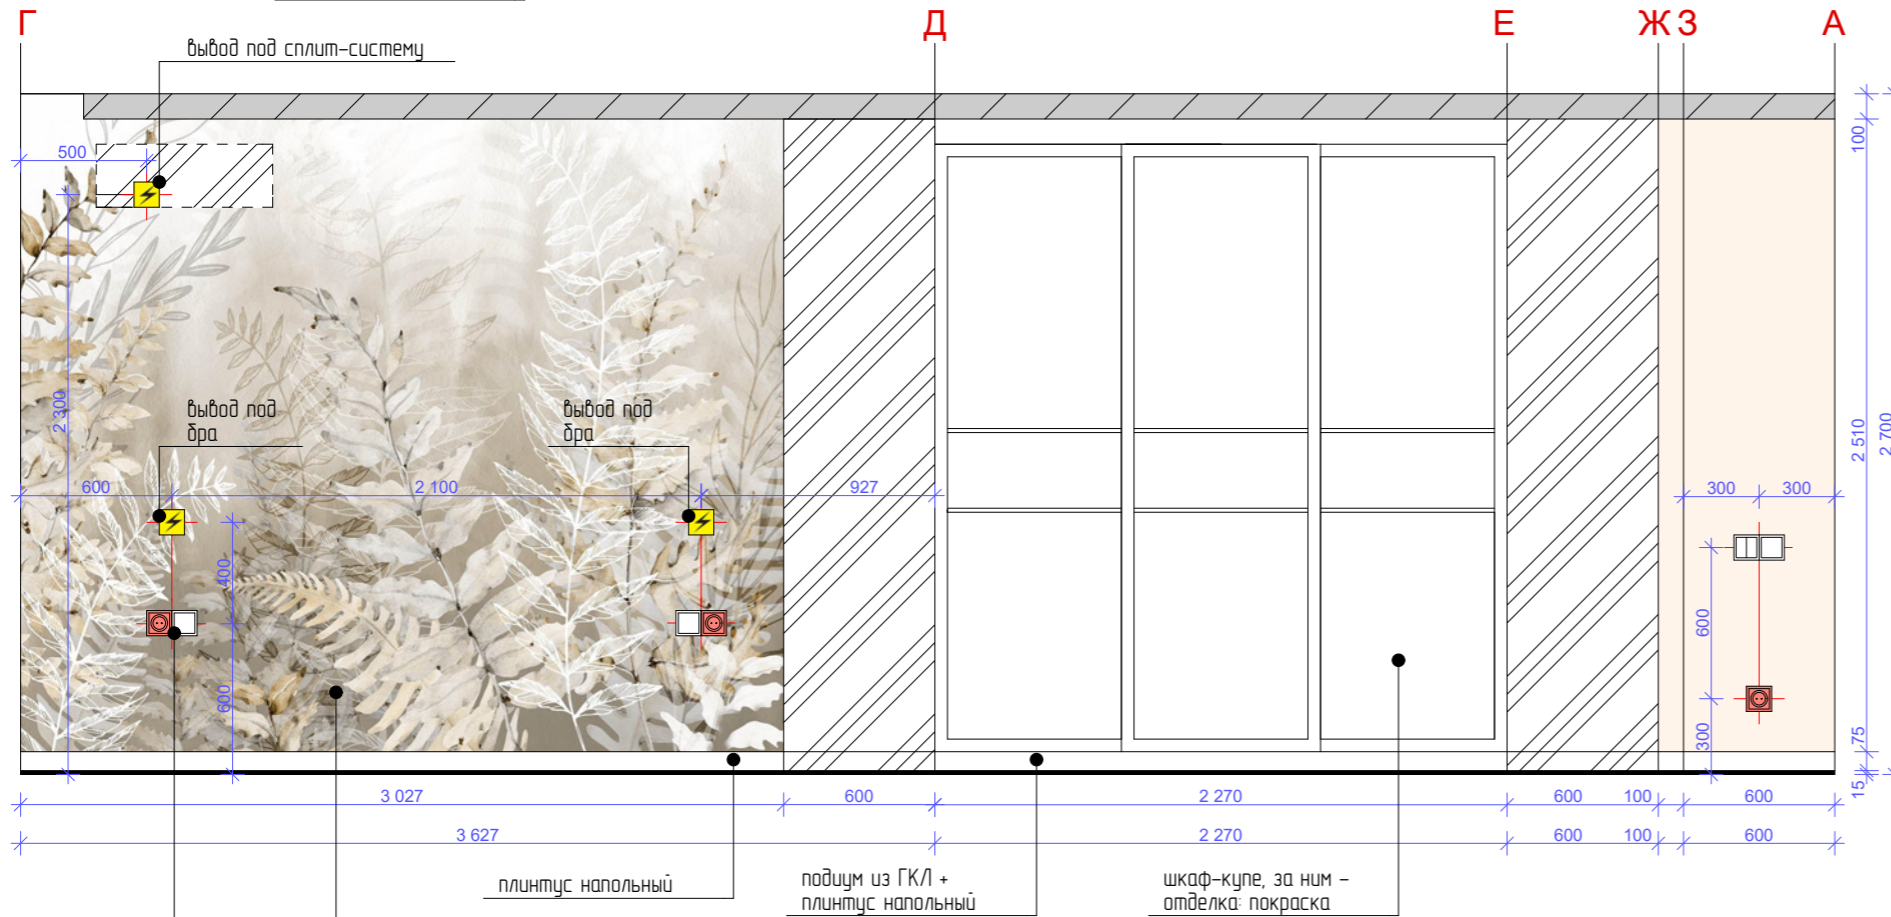 Г Д Е Ж З А
вывод под сплит-систему
100
500
2 300
вывод под
бра
вывод под
бра
2 510
2 700
600 2 100 927
300 300
400
600
600
300
75
15
3 027 600 2 270 600 100 600
3 627 2 270 600 100 600
плинтус напольный
подиум из ГКЛ +
плинтус напольный
шкаф-купе, за ним –
отделка: покраска